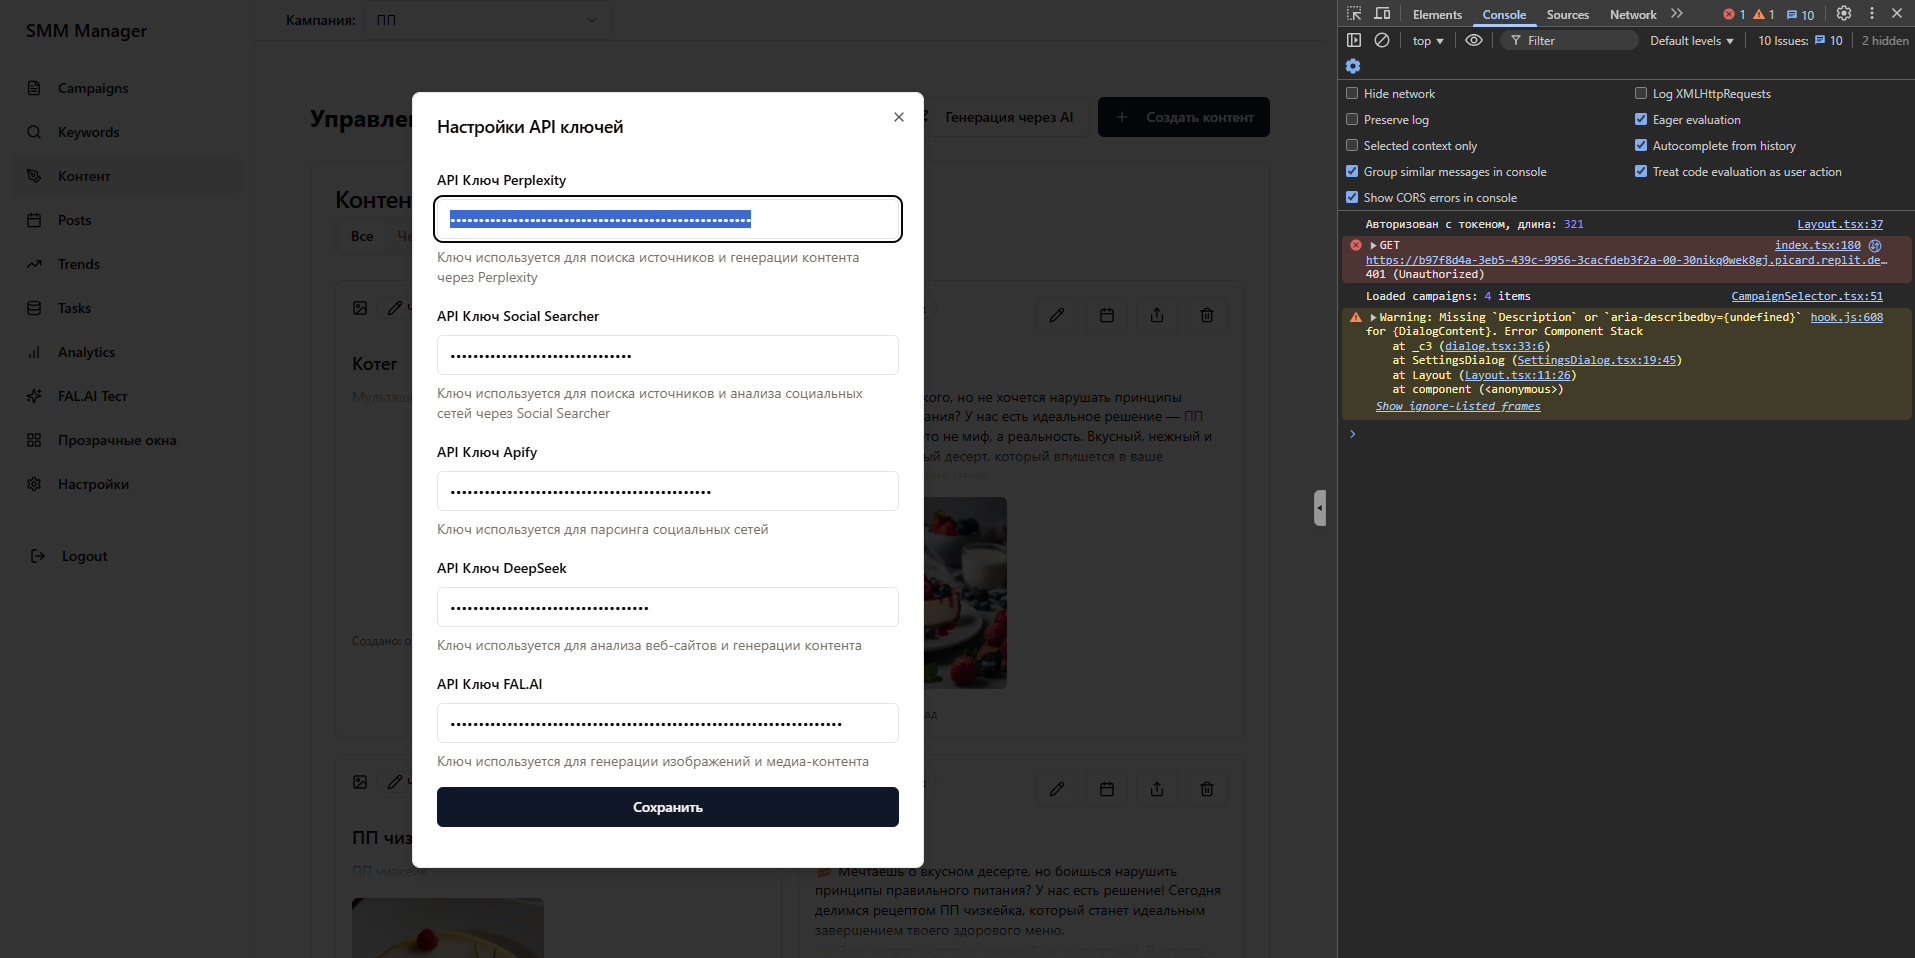 SMM Manager
Campaigns
Keywords
Контент
Posts
Trends
Tasks
Analytics
FAL.AI Тест
Прозрачные окна
Настройки
Logout
Кампания:
ПП
Генерация через AI
Создать контент
Все
ПП чизкейк
Настройки API ключей
API Ключ Perplexity
Ключ используется для поиска источников и генерации контента
через Perplexity
API Ключ Social Searcher
Ключ используется для поиска источников и анализа социальных
сетей через Social Searcher
API Ключ Apify
Ключ используется для парсинга социальных сетей
API Ключ DeepSeek
Ключ используется для анализа веб-сайтов и генерации контента
API Ключ FAL.AI
Ключ используется для генерации изображений и медиа-контента
Сохранить
но не хочется нарушать принципы
У нас есть идеальное решение — ПП
не миф, а реальность. Вкусный, нежный и
десерт, который впишется в ваше
Мечтаешь о вкусном десерте, но боишься нарушить
принципы правильного питания? У нас есть решение! Сегодня
делимся рецептом ПП чизкейка, который станет идеальным
завершением твоего здорового меню.
Elements
Console
Sources
Network
1
1
10
top
Filter
Default levels
10 Issues:
10
2 hidden
Hide network
Log XMLHttpRequests
Preserve log
Eager evaluation
Selected context only
Autocomplete from history
Group similar messages in console
Treat code evaluation as user action
Show CORS errors in console
Авторизован с токеном, длина: 321
Layout.tsx:37
GET
index.tsx:180
https://b97f8d4a-3eb5-439c-9956-3cacfdeb3f2a-00-30nikq0wek8gj.picard.replit.de…
401 (Unauthorized)
Loaded campaigns: 4 items
CampaignSelector.tsx:51
Warning: Missing `Description` or `aria-describedby={undefined}`
hook.js:608
for {DialogContent}. Error Component Stack
at _c3 (dialog.tsx:33:6)
at SettingsDialog (SettingsDialog.tsx:19:45)
at Layout (Layout.tsx:11:26)
at component (<anonymous>)
Show ignore-listed frames